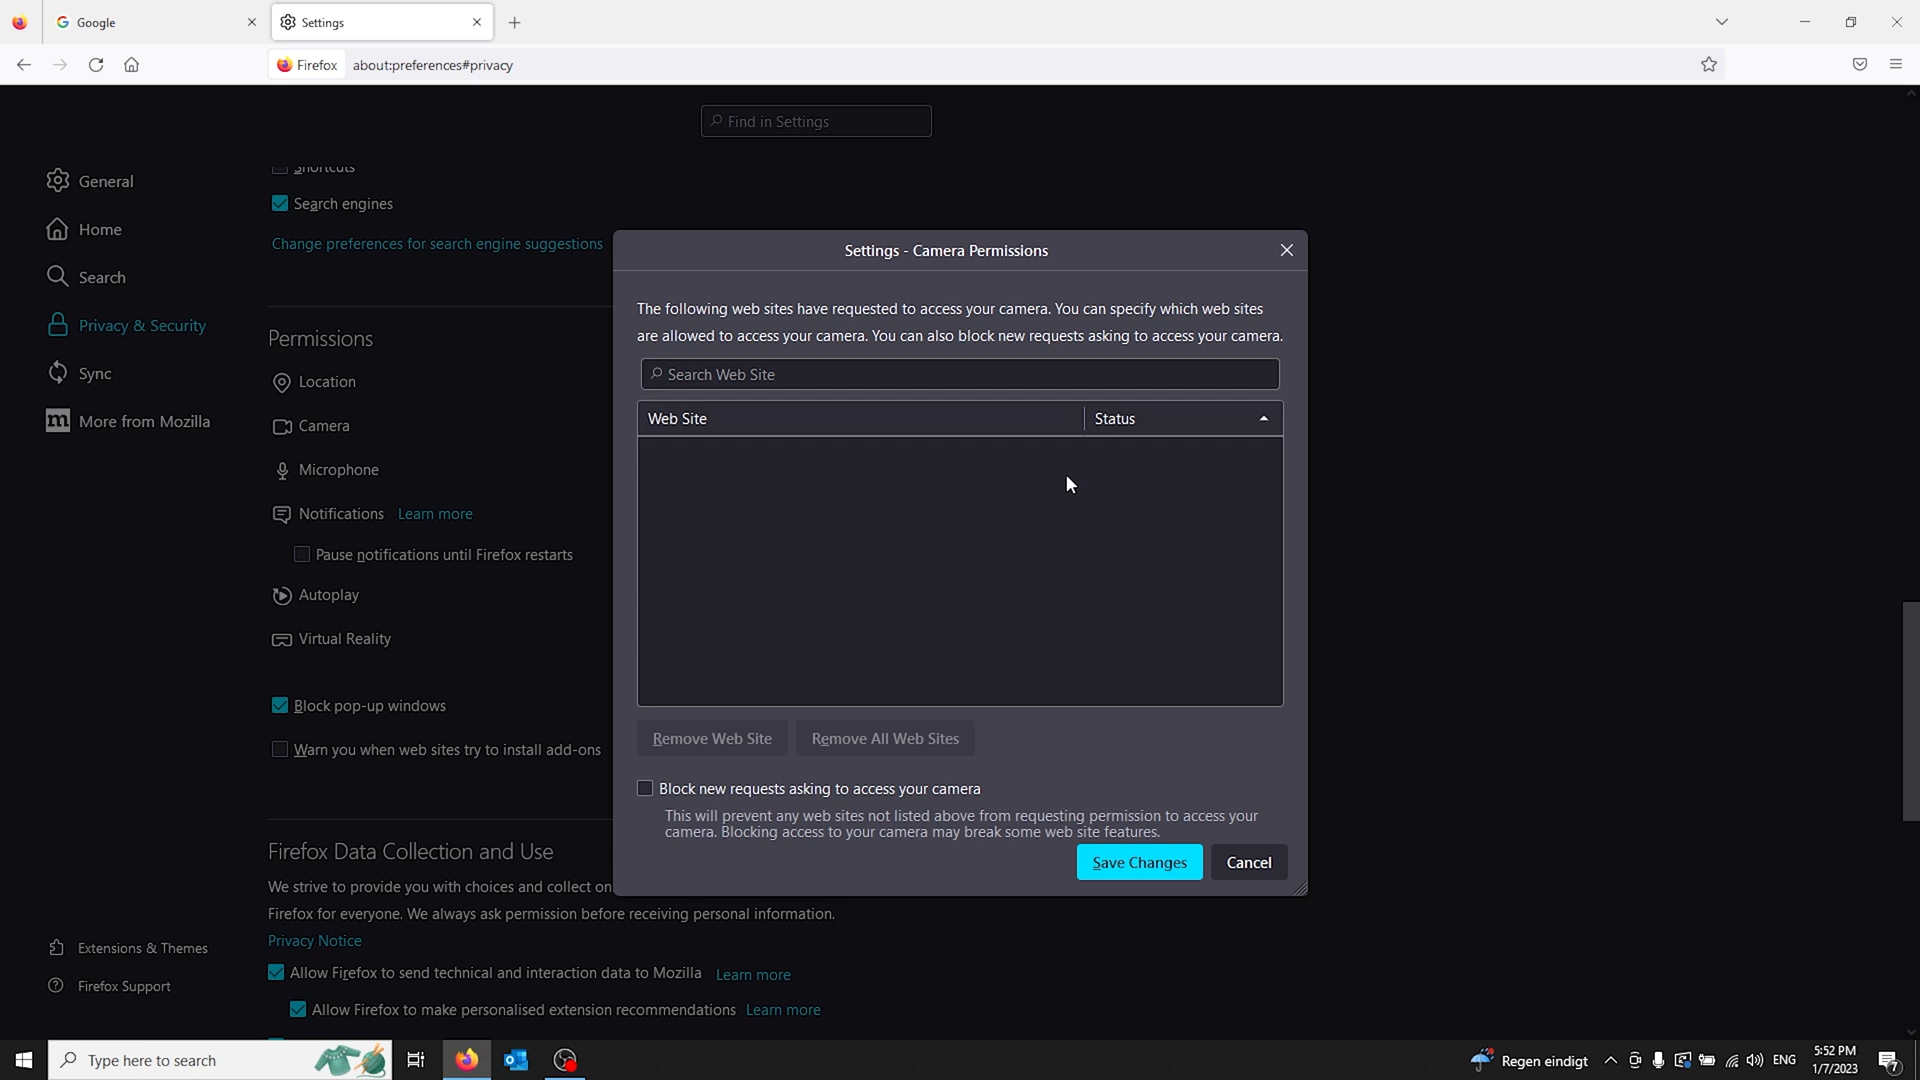 Google
Settings
Firefox
about:preferences#privacy
Find in Settings
General
Home
Search
Privacy & Security
Sync
More from Mozilla
Extensions & Themes
Firefox Support
Shortcuts
Search engines
Change preferences for search engine suggestions
Permissions
Location
Camera
Microphone
Notifications Learn more
Pause notifications until Firefox restarts
Autoplay
Virtual Reality
Block pop-up windows
Warn you when web sites try to install add-ons
Firefox Data Collection and Use
We strive to provide you with choices and collect on
Firefox for everyone. We always ask permission before receiving personal information.
Privacy Notice
Allow Firefox to send technical and interaction data to Mozilla Learn more
Allow Firefox to make personalised extension recommendations Learn more
Settings - Camera Permissions
The following web sites have requested to access your camera. You can specify which web sites
are allowed to access your camera. You can also block new requests asking to access your camera.
Search Web Site
Web Site Status
Remove Web Site Remove All Web Sites
Block new requests asking to access your camera
This will prevent any web sites not listed above from requesting permission to access your
camera. Blocking access to your camera may break some web site features.
Save Changes Cancel
Type here to search
Regen eindigt
ENG
5:52 PM
1/7/2023
7